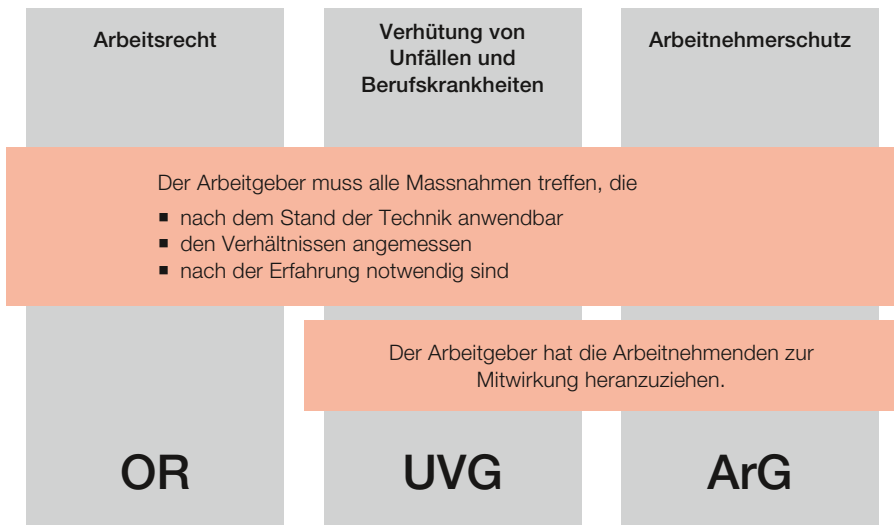 Arbeitsrecht
Verhütung von
Unfällen und
Berufskrankheiten
Arbeitnehmerschutz
Der Arbeitgeber muss alle Massnahmen treffen, die
■ nach dem Stand der Technik anwendbar
■ den Verhältnissen angemessen
■ nach der Erfahrung notwendig sind
Der Arbeitgeber hat die Arbeitnehmenden zur
Mitwirkung heranzuziehen.
OR
UVG
ArG